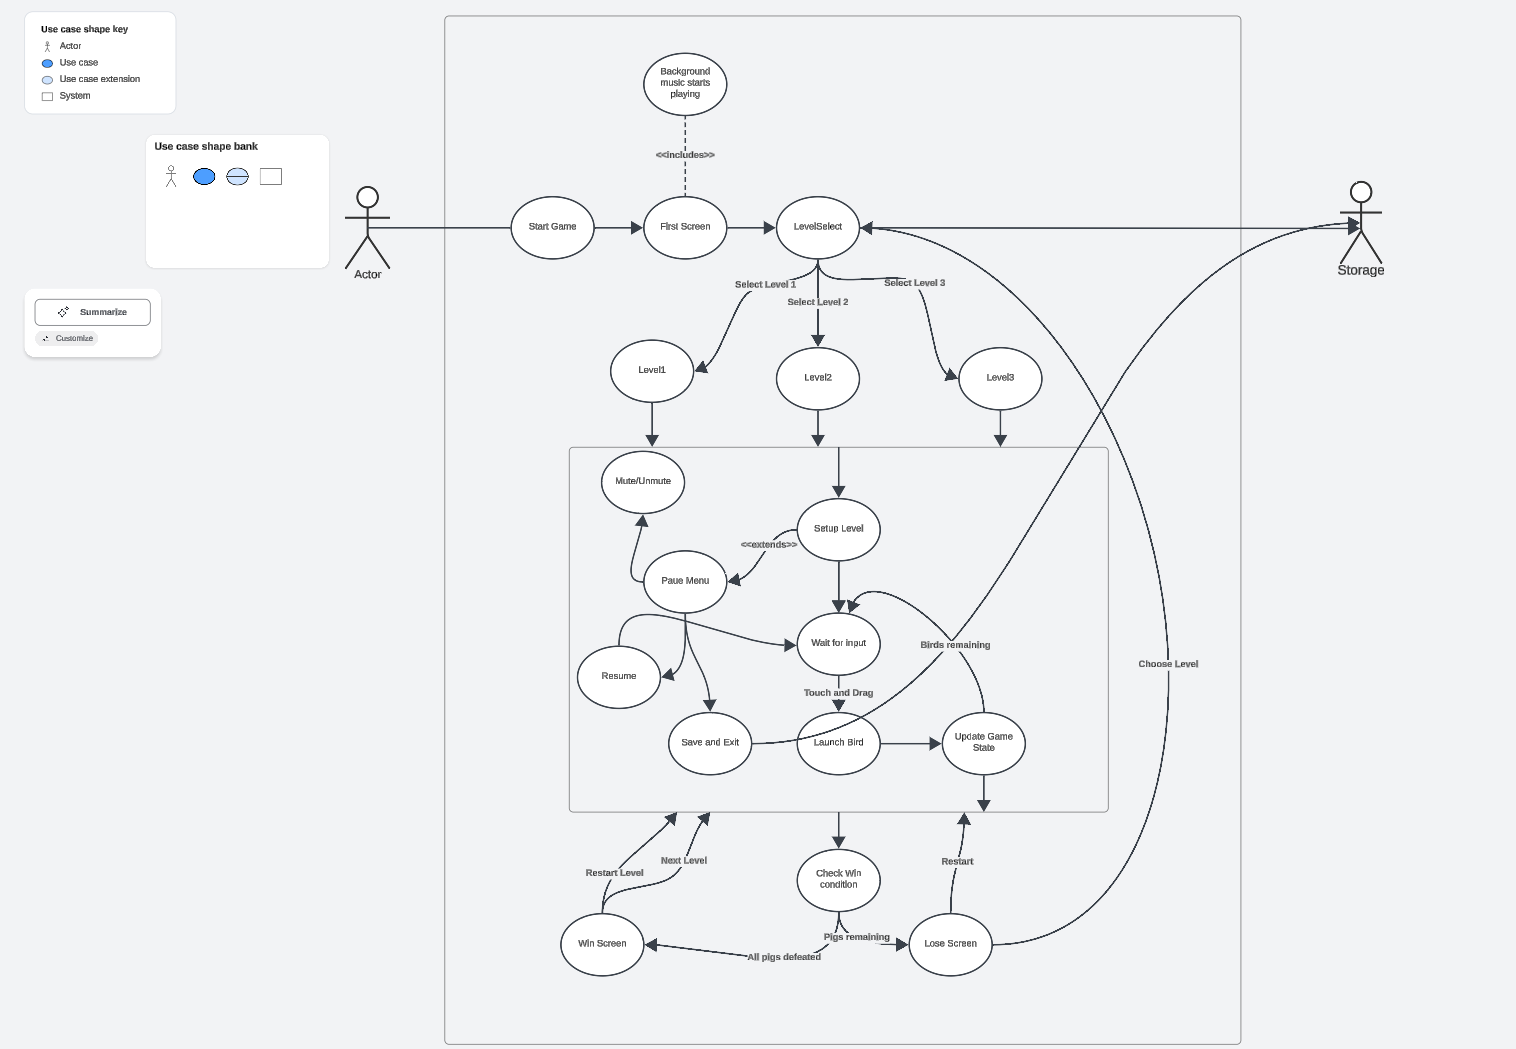 Use case shape key
Actor
Use case
Use case extension
System
Use case shape bank
Summarize
Customize
Actor
Storage
Background
music starts
playing
<<includes>>
Start Game
First Screen
LevelSelect
Select Level 1
Select Level 2
Select Level 3
Level1
Level2
Level3
Mute/Unmute
Setup Level
<<extends>>
Paue Menu
Wait for input
Birds remaining
Choose Level
Resume
Touch and Drag
Save and Exit
Launch Bird
Update Game
State
Restart Level
Next Level
Check Win
condition
Restart
Pigs remaining
All pigs defeated
Win Screen
Lose Screen